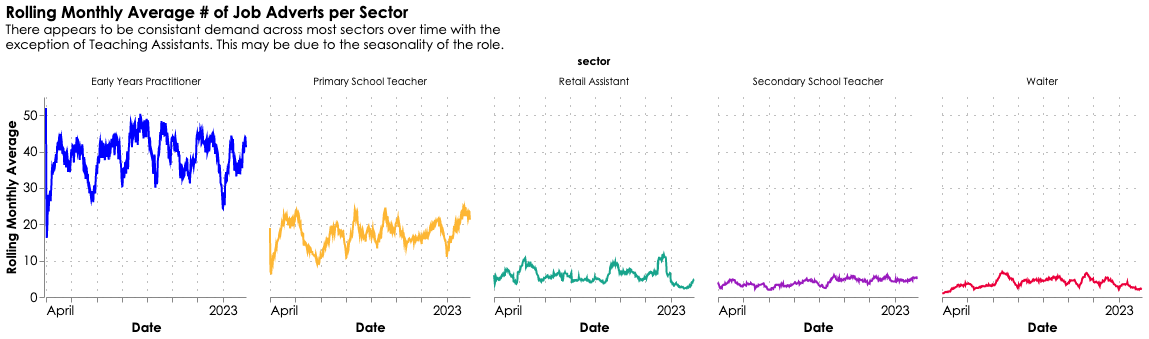 Rolling Monthly Average # of Job Adverts per Sector
There appears to be consistant demand across most sectors over time with the
exception of Teaching Assistants. This may be due to the seasonality of the role.
sector
Early Years Practitioner
Primary School Teacher
Retail Assistant
Secondary School Teacher
Waiter
Rolling Monthly Average
50
40
30
20
10
0
April 2023
April 2023
April 2023
April 2023
April 2023
Date
Date
Date
Date
Date